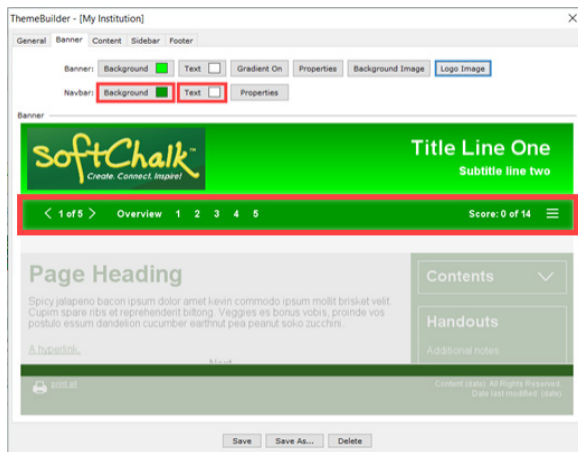 ThemeBuilder - [My Institution]
General Banner Content Sidebar Footer
Banner: Background Text Gradient On Properties Background Image Logo Image
Navbar: Background Text Properties
Banner
SoftChalk™
Create. Connect. Inspire!
Title Line One
Subtitle line two
1 of 5 Overview 1 2 3 4 5 Score: 0 of 14
Page Heading
Spicy jalapeno bacon ipsum dolor amet kevin commodo ipsum mollit brisket velit.
Cupim spare ribs et reprehenderit biltong. Veggies es bonus vobis, proinde vos
postulo essum dandelion cucumber earthnut pea peanut soko zucchini.
A hyperlink.
Next
Contents
Handouts
Additional notes
print all
Content (data) All Rights Reserved
Date last modified: (date)
Save Save As... Delete